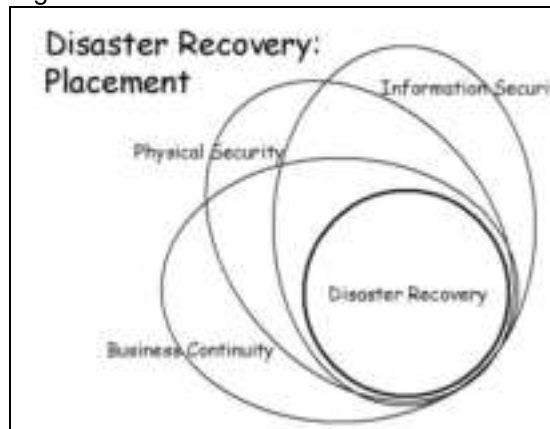 Disaster Recovery:
Placement
Information Securi
Physical Security
Disaster Recovery
Business Continuity